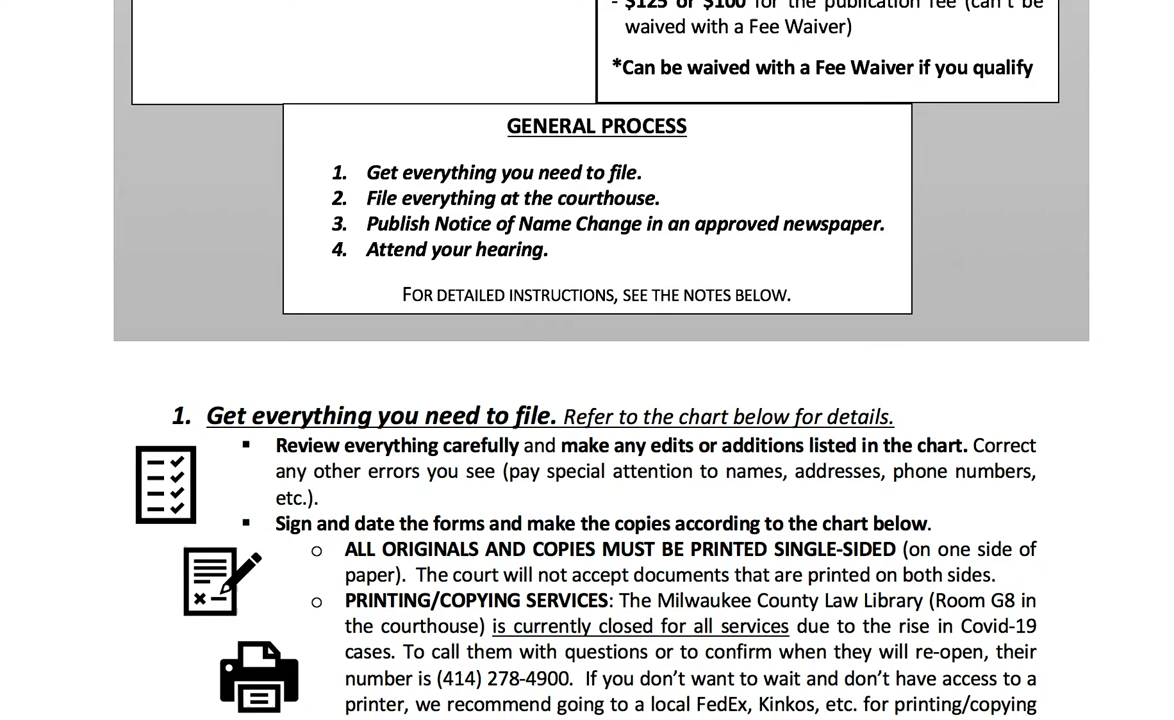 - $125 or $100 for the publication fee (can't be
waived with a Fee Waiver)
*Can be waived with a Fee Waiver if you qualify
GENERAL PROCESS
1. Get everything you need to file.
2. File everything at the courthouse.
3. Publish Notice of Name Change in an approved newspaper.
4. Attend your hearing.
FOR DETAILED INSTRUCTIONS, SEE THE NOTES BELOW.
1. Get everything you need to file. Refer to the chart below for details.
▪ Review everything carefully and make any edits or additions listed in the chart. Correct
any other errors you see (pay special attention to names, addresses, phone numbers,
etc.).
▪ Sign and date the forms and make the copies according to the chart below.
o ALL ORIGINALS AND COPIES MUST BE PRINTED SINGLE-SIDED (on one side of
paper). The court will not accept documents that are printed on both sides.
o PRINTING/COPYING SERVICES: The Milwaukee County Law Library (Room G8 in
the courthouse) is currently closed for all services due to the rise in Covid-19
cases. To call them with questions or to confirm when they will re-open, their
number is (414) 278-4900. If you don't want to wait and don't have access to a
printer, we recommend going to a local FedEx, Kinkos, etc. for printing/copying